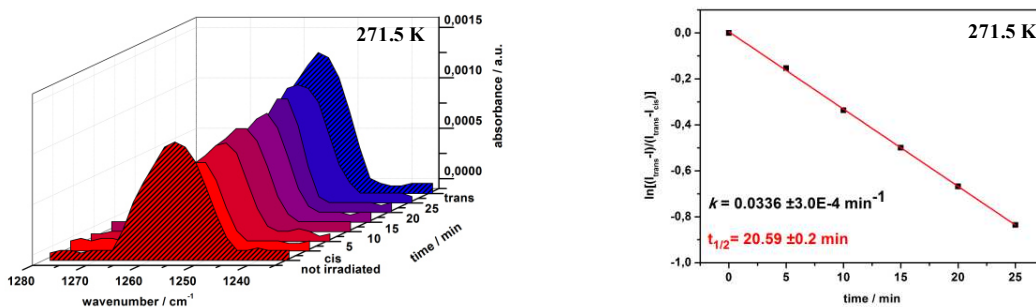 271.5 K
0,0015
0,0010
0,0005
0,0000
absorbance / a.u.
trans
25
20
15
10
5
cis
not irradiated
time / min
1280
1270
1260
1250
1240
wavenumber / cm-1
271.5 K
0,0
-0,2
-0,4
-0,6
-0,8
-1,0
ln[(Itrans-I)/(Itrans-Icis)]
k = 0.0336 ±3.0E-4 min-1
t1/2= 20.59 ±0.2 min
0
5
10
15
20
25
time / min